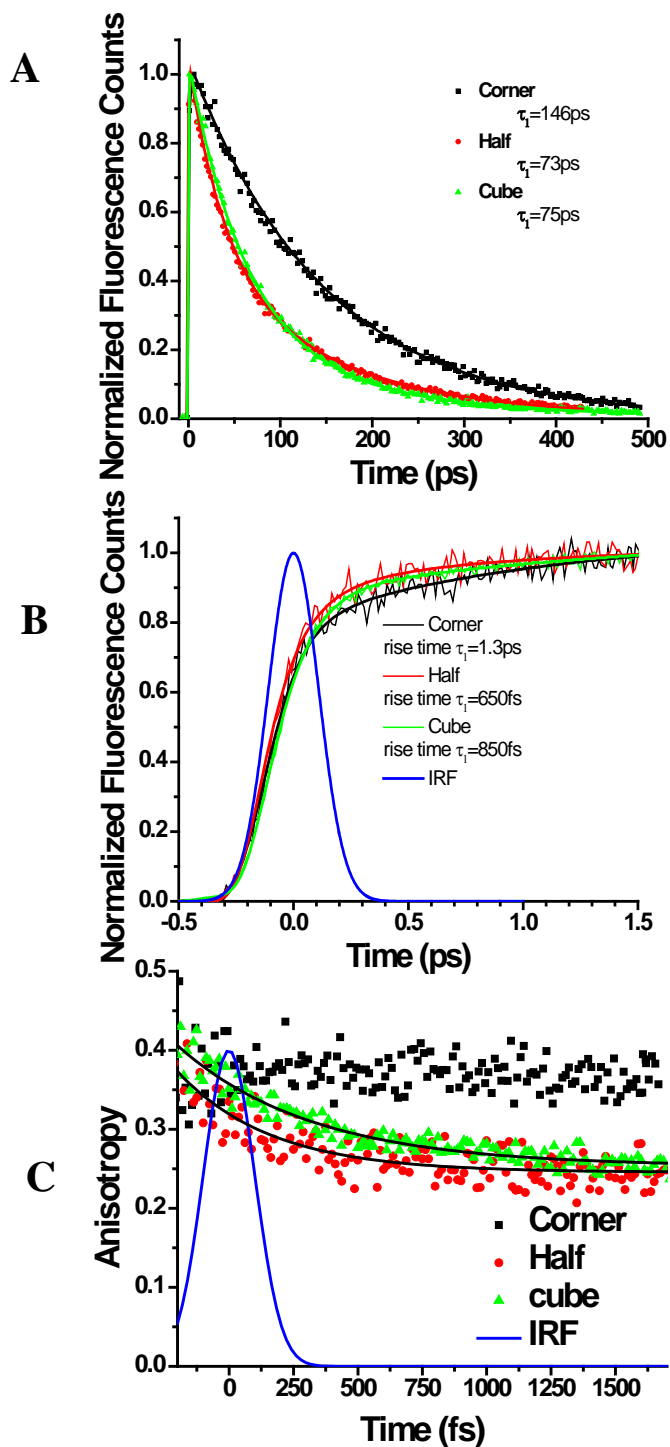 A
Normalized Fluorescence Counts
1.0
0.8
0.6
0.4
0.2
0.0
Corner
τ1=146ps
Half
τ1=73ps
Cube
τ1=75ps
0 100 200 300 400 500
Time (ps)
B
Normalized Fluorescence Counts
1.0
0.8
0.6
0.4
0.2
0.0
Corner
rise time τ1=1.3ps
Half
rise time τ1=650fs
Cube
rise time τ1=850fs
IRF
-0.5 0.0 0.5 1.0 1.5
Time (ps)
C
Anisotropy
0.5
0.4
0.3
0.2
0.1
0.0
Corner
Half
cube
IRF
0 250 500 750 1000 1250 1500
Time (fs)